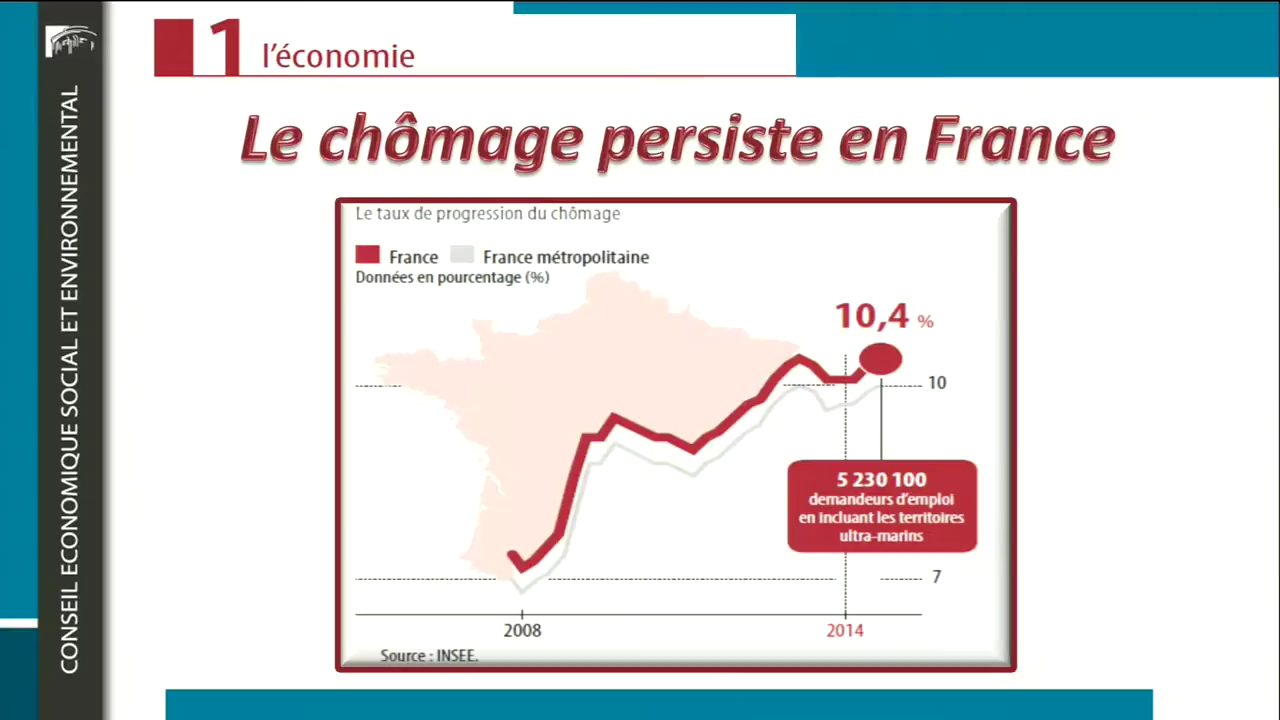 CONSEIL ECONOMIQUE SOCIAL ET ENVIRONNEMENTAL
1 l'économie
Le chômage persiste en France
Le taux de progression du chômage
France France métropolitaine
Données en pourcentage (%)
10,4 %
10
5 230 100
demandeurs d'emploi
en incluant les territoires
ultra-marins
7
2008 2014
Source : INSEE.